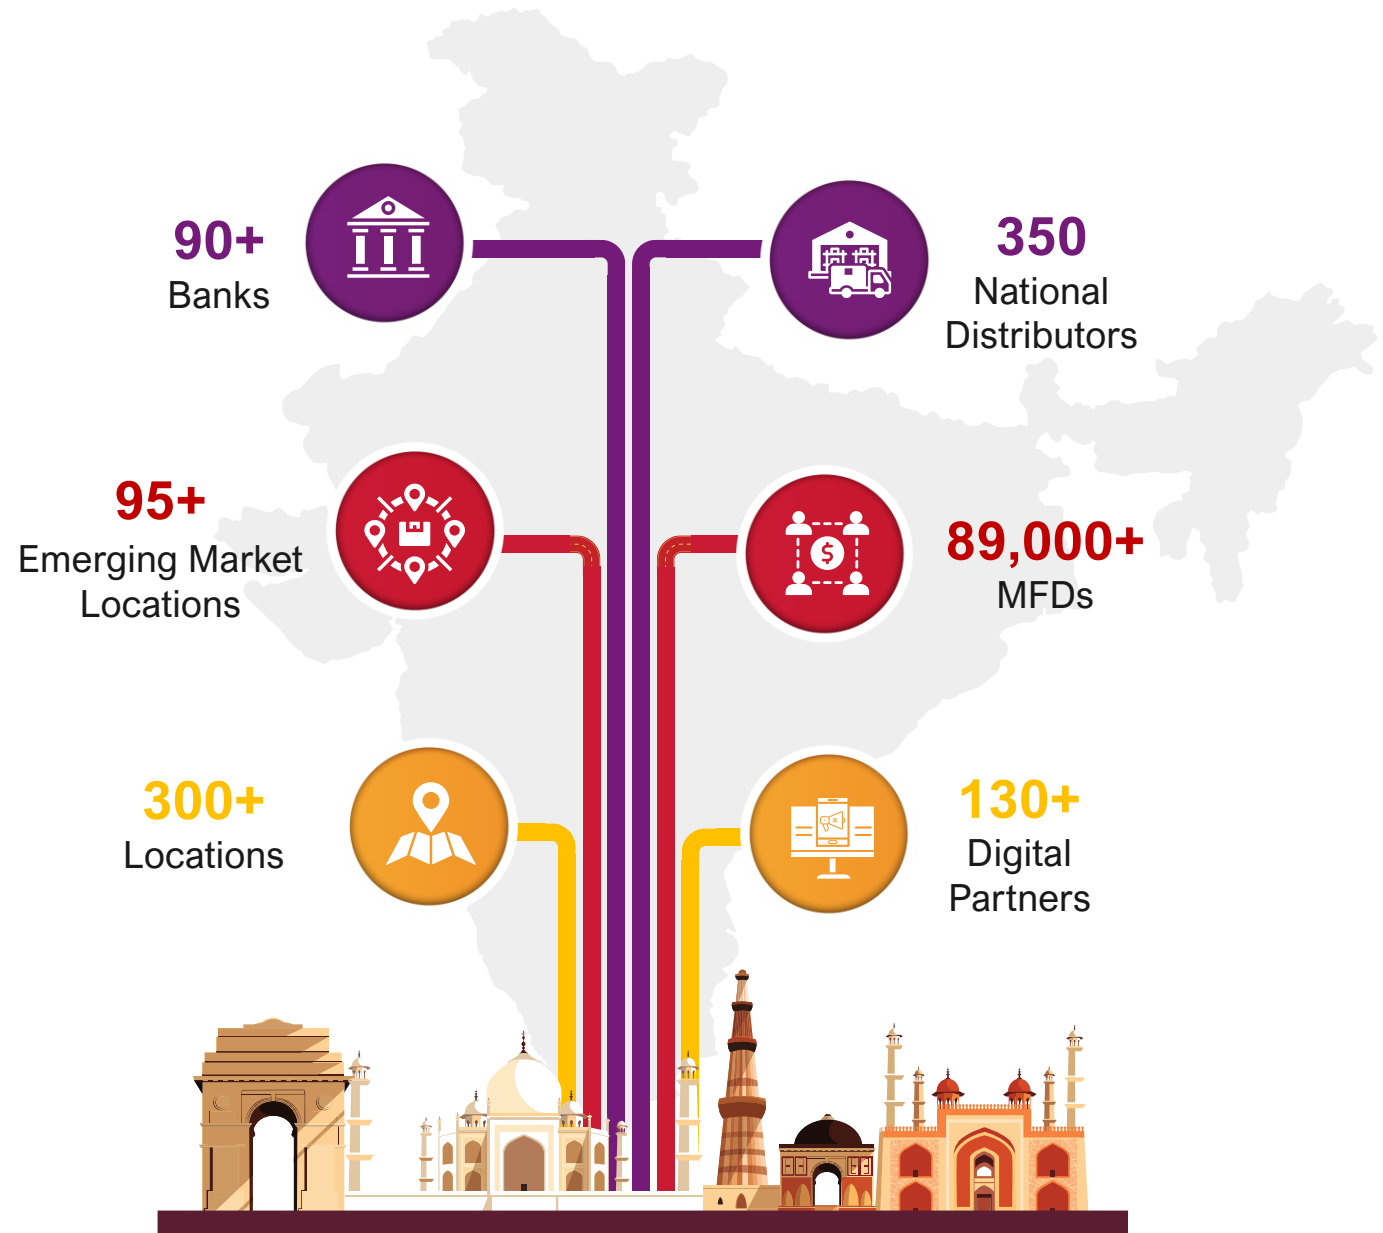 90+
Banks
350
National
Distributors
95+
Emerging Market
Locations
89,000+
MFDs
300+
Locations
130+
Digital
Partners